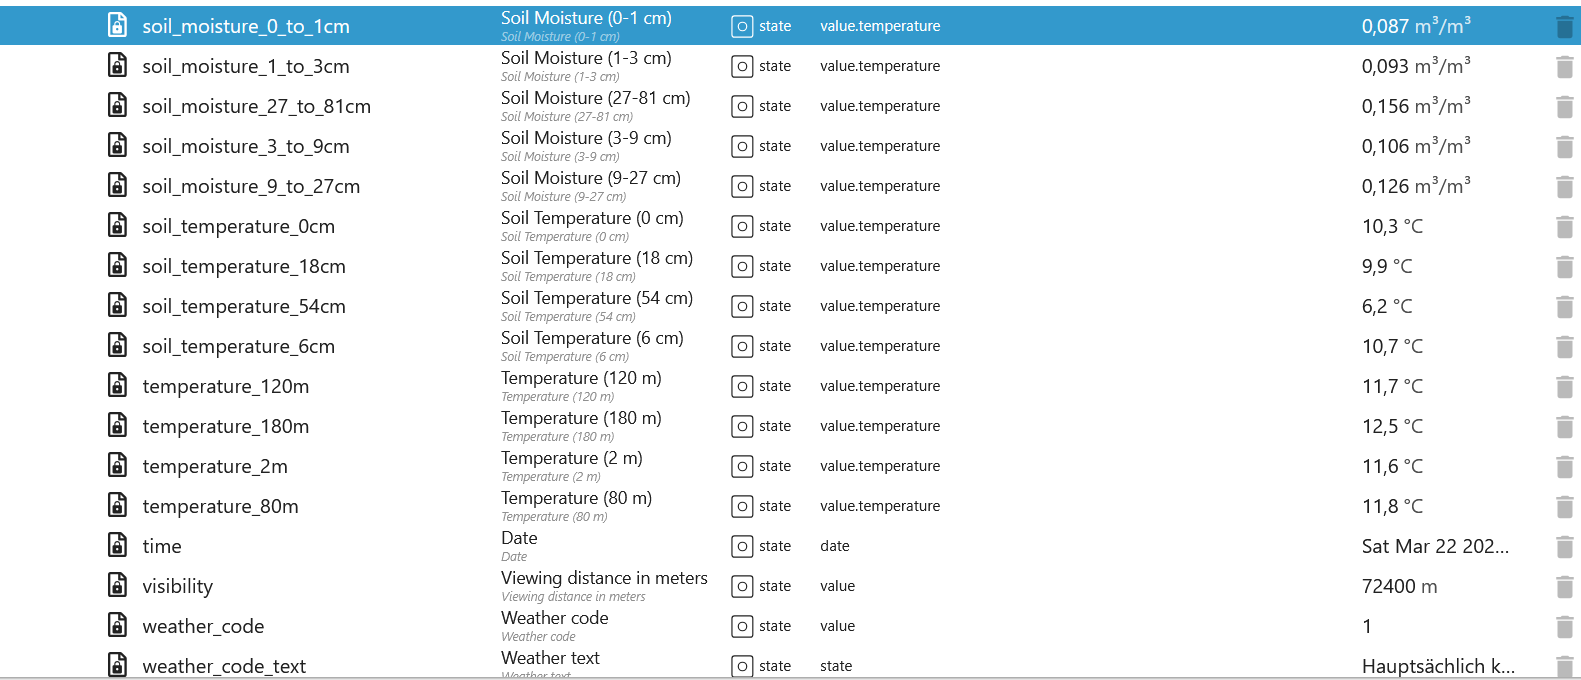 soil_moisture_0_to_1cm Soil Moisture (0-1 cm) state value.temperature 0,087 m³/m³
Soil Moisture (0-1 cm)
soil_moisture_1_to_3cm Soil Moisture (1-3 cm) state value.temperature 0,093 m³/m³
Soil Moisture (1-3 cm)
soil_moisture_27_to_81cm Soil Moisture (27-81 cm) state value.temperature 0,156 m³/m³
Soil Moisture (27-81 cm)
soil_moisture_3_to_9cm Soil Moisture (3-9 cm) state value.temperature 0,106 m³/m³
Soil Moisture (3-9 cm)
soil_moisture_9_to_27cm Soil Moisture (9-27 cm) state value.temperature 0,126 m³/m³
Soil Moisture (9-27 cm)
soil_temperature_0cm Soil Temperature (0 cm) state value.temperature 10,3 °C
Soil Temperature (0 cm)
soil_temperature_18cm Soil Temperature (18 cm) state value.temperature 9,9 °C
Soil Temperature (18 cm)
soil_temperature_54cm Soil Temperature (54 cm) state value.temperature 6,2 °C
Soil Temperature (54 cm)
soil_temperature_6cm Soil Temperature (6 cm) state value.temperature 10,7 °C
Soil Temperature (6 cm)
temperature_120m Temperature (120 m) state value.temperature 11,7 °C
Temperature (120 m)
temperature_180m Temperature (180 m) state value.temperature 12,5 °C
Temperature (180 m)
temperature_2m Temperature (2 m) state value.temperature 11,6 °C
Temperature (2 m)
temperature_80m Temperature (80 m) state value.temperature 11,8 °C
Temperature (80 m)
time Date state date Sat Mar 22 202...
Date
visibility Viewing distance in meters state value 72400 m
Viewing distance in meters
weather_code Weather code state value 1
Weather code
weather_code_text Weather text state state Hauptsächlich k...
Weather text